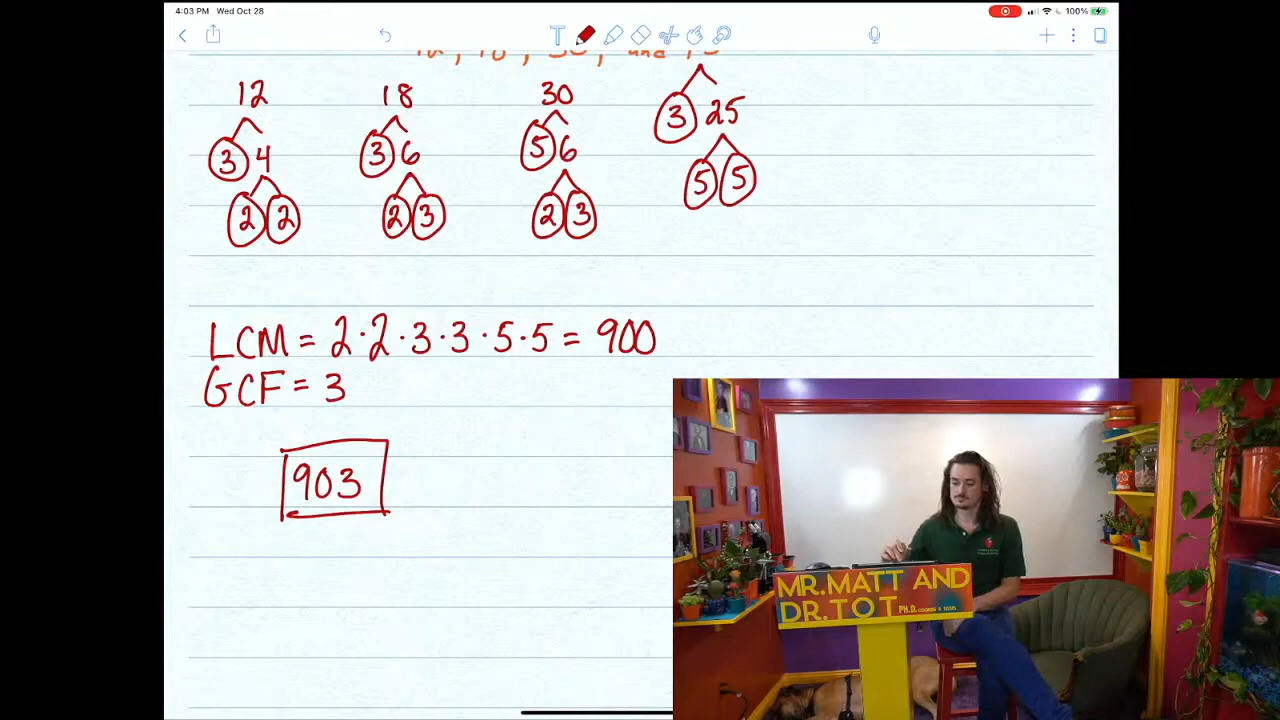 4:03 PM Wed Oct 28
100%
T
12 18 30
3 25
3 4 3 6 5 6
5 5
2 2 2 3 2 3
LCM = 2·2·3·3·5·5 = 900
GCF = 3
903
MR.MATT AND
DR.TOT PH.D.